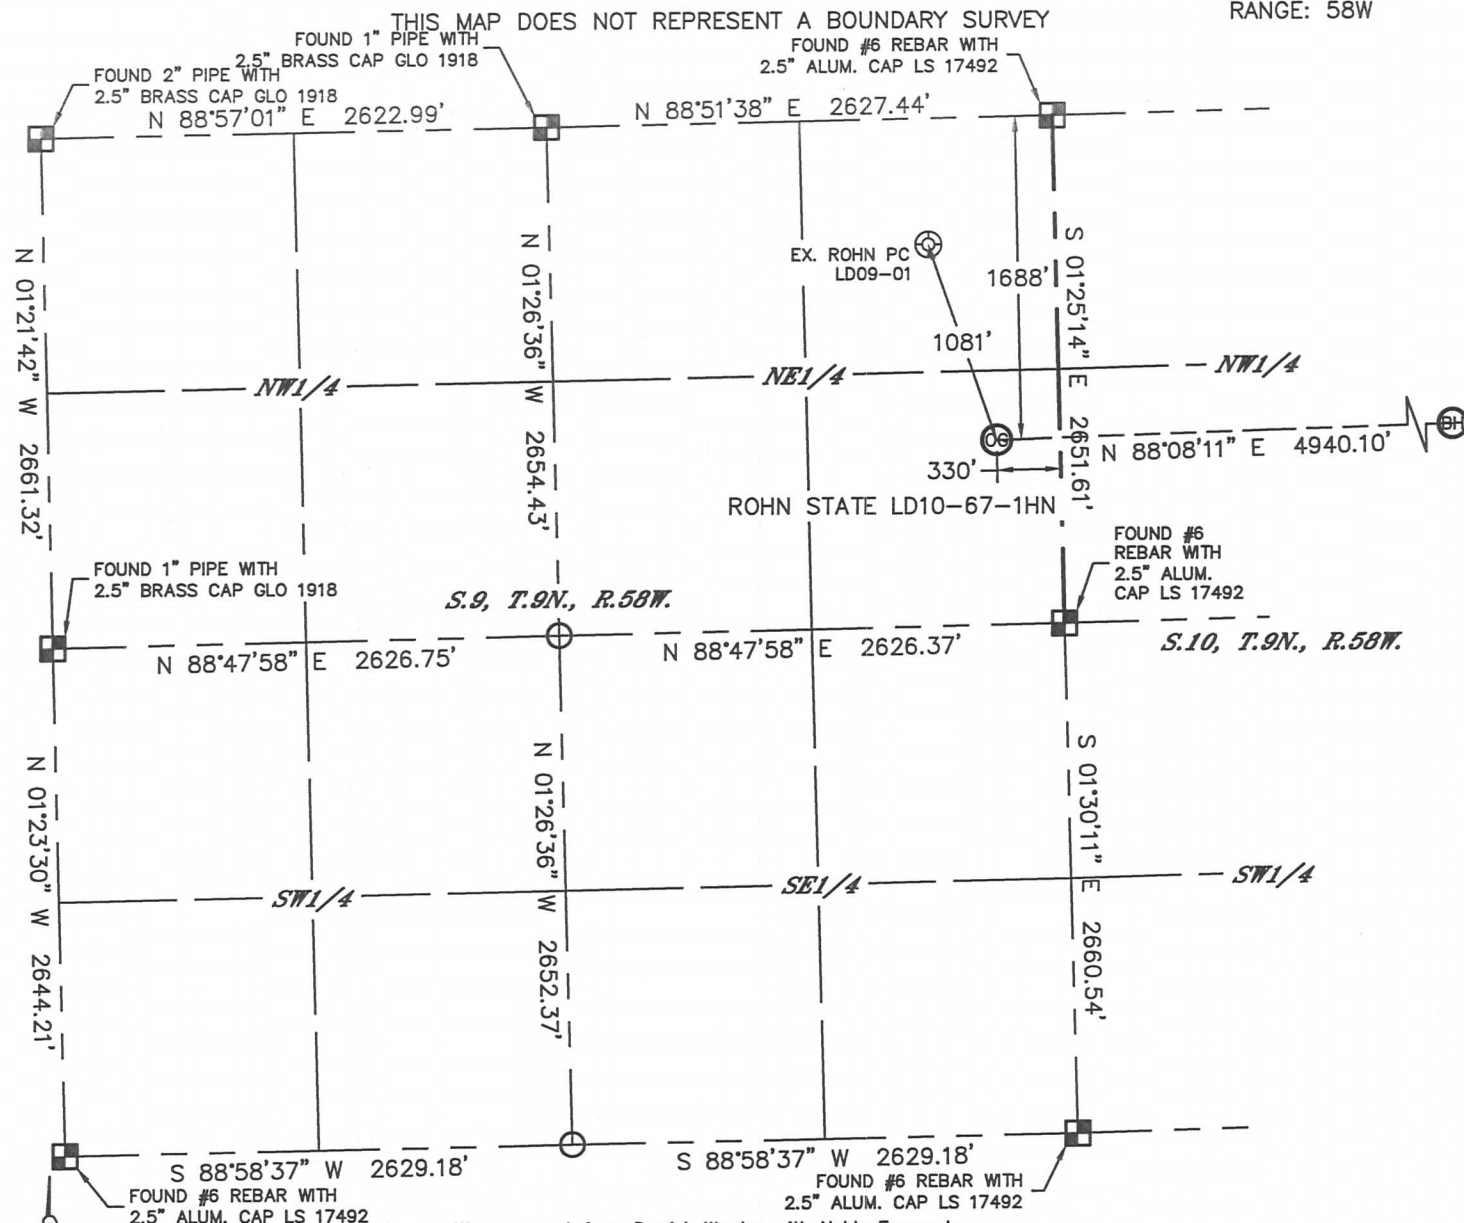 THIS MAP DOES NOT REPRESENT A BOUNDARY SURVEY
RANGE: 58W
FOUND 1" PIPE WITH
2.5" BRASS CAP GLO 1918
FOUND #6 REBAR WITH
2.5" ALUM. CAP LS 17492
FOUND 2" PIPE WITH
2.5" BRASS CAP GLO 1918
N 88°57'01" E 2622.99'
N 88°51'38" E 2627.44'
N 01°21'42" W 2661.32'
N 01°26'36" W 2654.43'
EX. ROHN PC
LD09-01
1688'
S 01°25'14" E 2651.61'
1081'
NW1/4
NE1/4
NW1/4
OG
N 88°08'11" E 4940.10'
BH
330'
ROHN STATE LD10-67-1HN
FOUND #6
REBAR WITH
2.5" ALUM.
CAP LS 17492
FOUND 1" PIPE WITH
2.5" BRASS CAP GLO 1918
S.9, T.9N., R.58W.
N 88°47'58" E 2626.75'
N 88°47'58" E 2626.37'
S.10, T.9N., R.58W.
N 01°23'30" W 2644.21'
N 01°26'36" W 2652.37'
S 01°30'11" E 2660.54'
SW1/4
SE1/4
SW1/4
S 88°58'37" W 2629.18'
S 88°58'37" W 2629.18'
FOUND #6 REBAR WITH
2.5" ALUM. CAP LS 17492
FOUND #6 REBAR WITH
2.5" ALUM. CAP LS 17492